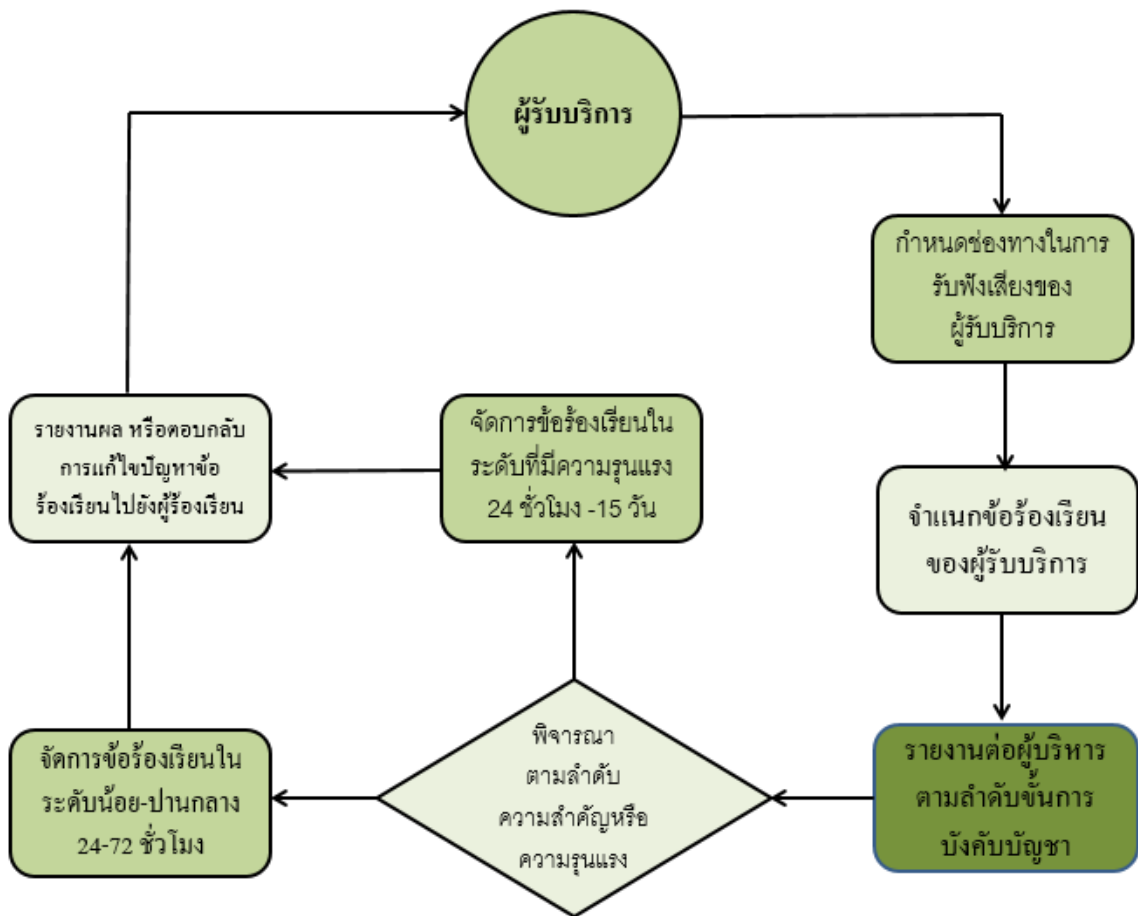 ผู้รับบริการ
กำหนดช่องทางในการ
รับฟังเสียงของ
ผู้รับบริการ
จำแนกข้อร้องเรียน
ของผู้รับบริการ
รายงานต่อผู้บริหาร
ตามลำดับขั้นการ
บังคับบัญชา
พิจารณา
ตามลำดับ
ความสำคัญหรือ
ความรุนแรง
จัดการข้อร้องเรียนใน
ระดับที่มีความรุนแรง
24 ชั่วโมง -15 วัน
จัดการข้อร้องเรียนใน
ระดับน้อย-ปานกลาง
24-72 ชั่วโมง
รายงานผล หรือตอบกลับ
การแก้ไขปัญหาข้อ
ร้องเรียนไปยังผู้ร้องเรียน